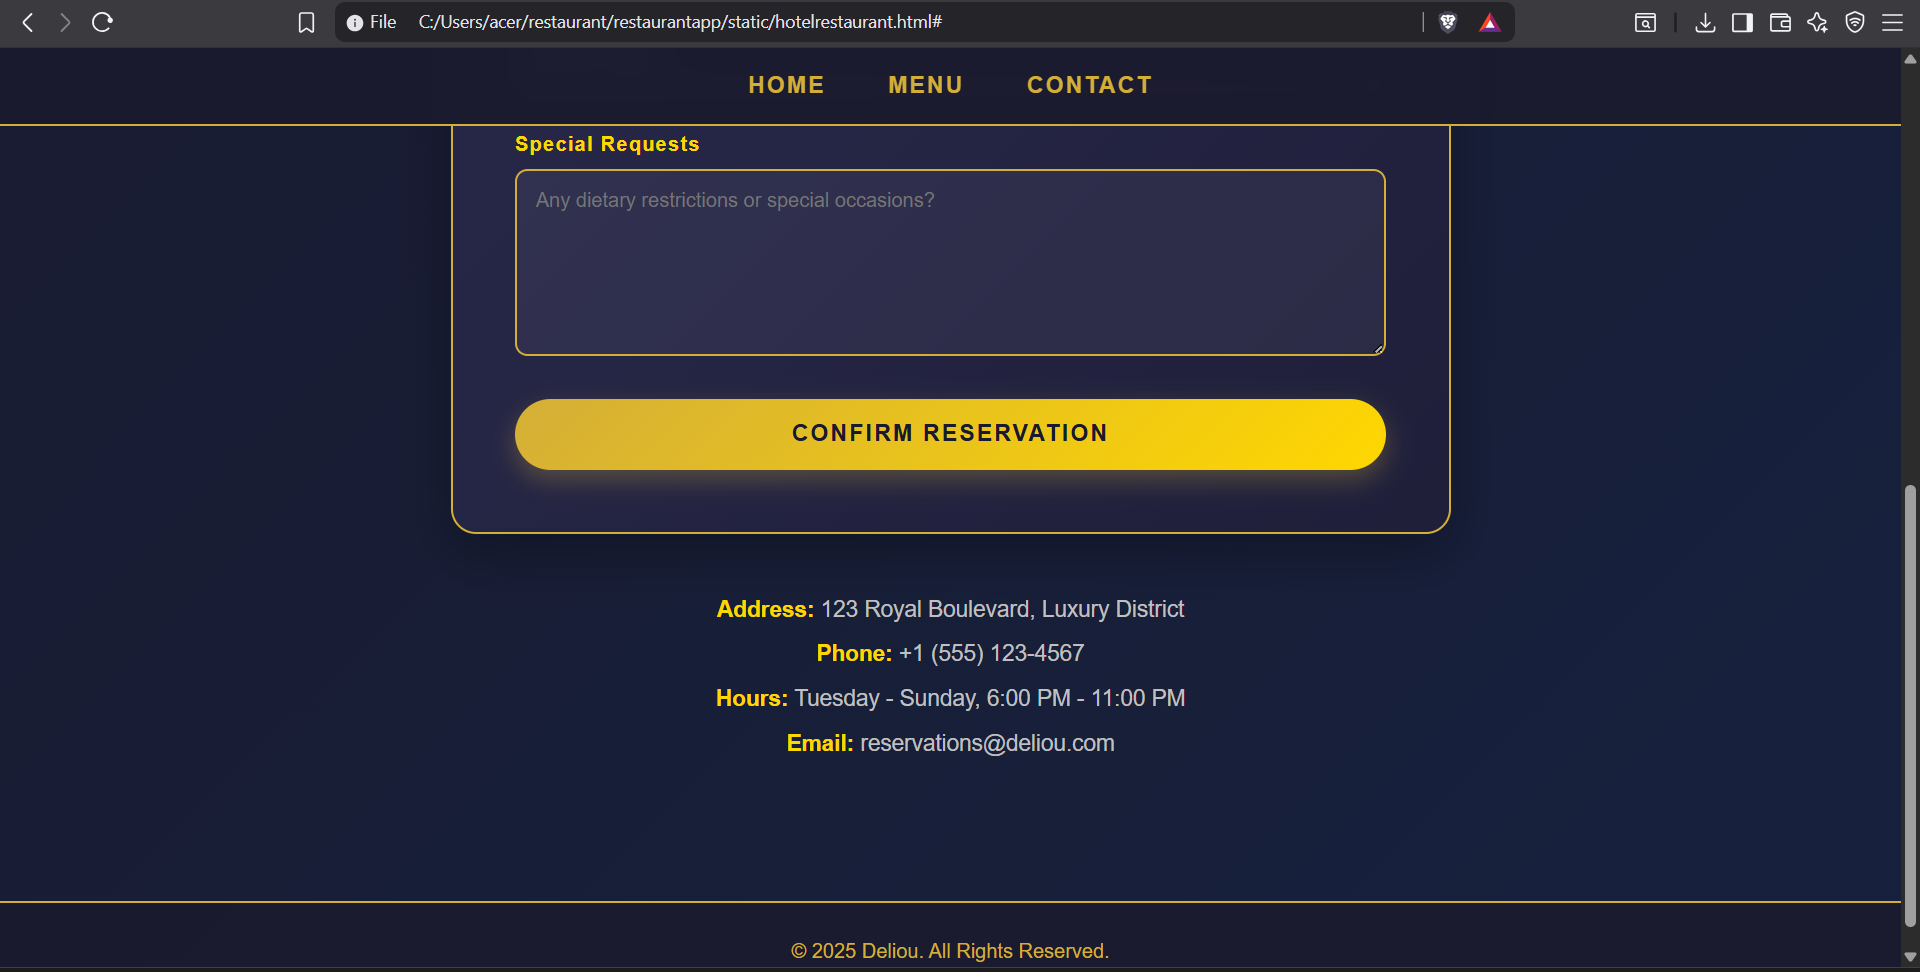 File C:/Users/acer/restaurant/restaurantapp/static/hotelrestaurant.html#
HOME MENU CONTACT
Special Requests
Any dietary restrictions or special occasions?
CONFIRM RESERVATION
Address: 123 Royal Boulevard, Luxury District
Phone: +1 (555) 123-4567
Hours: Tuesday - Sunday, 6:00 PM - 11:00 PM
Email: reservations@deliou.com
© 2025 Deliou. All Rights Reserved.